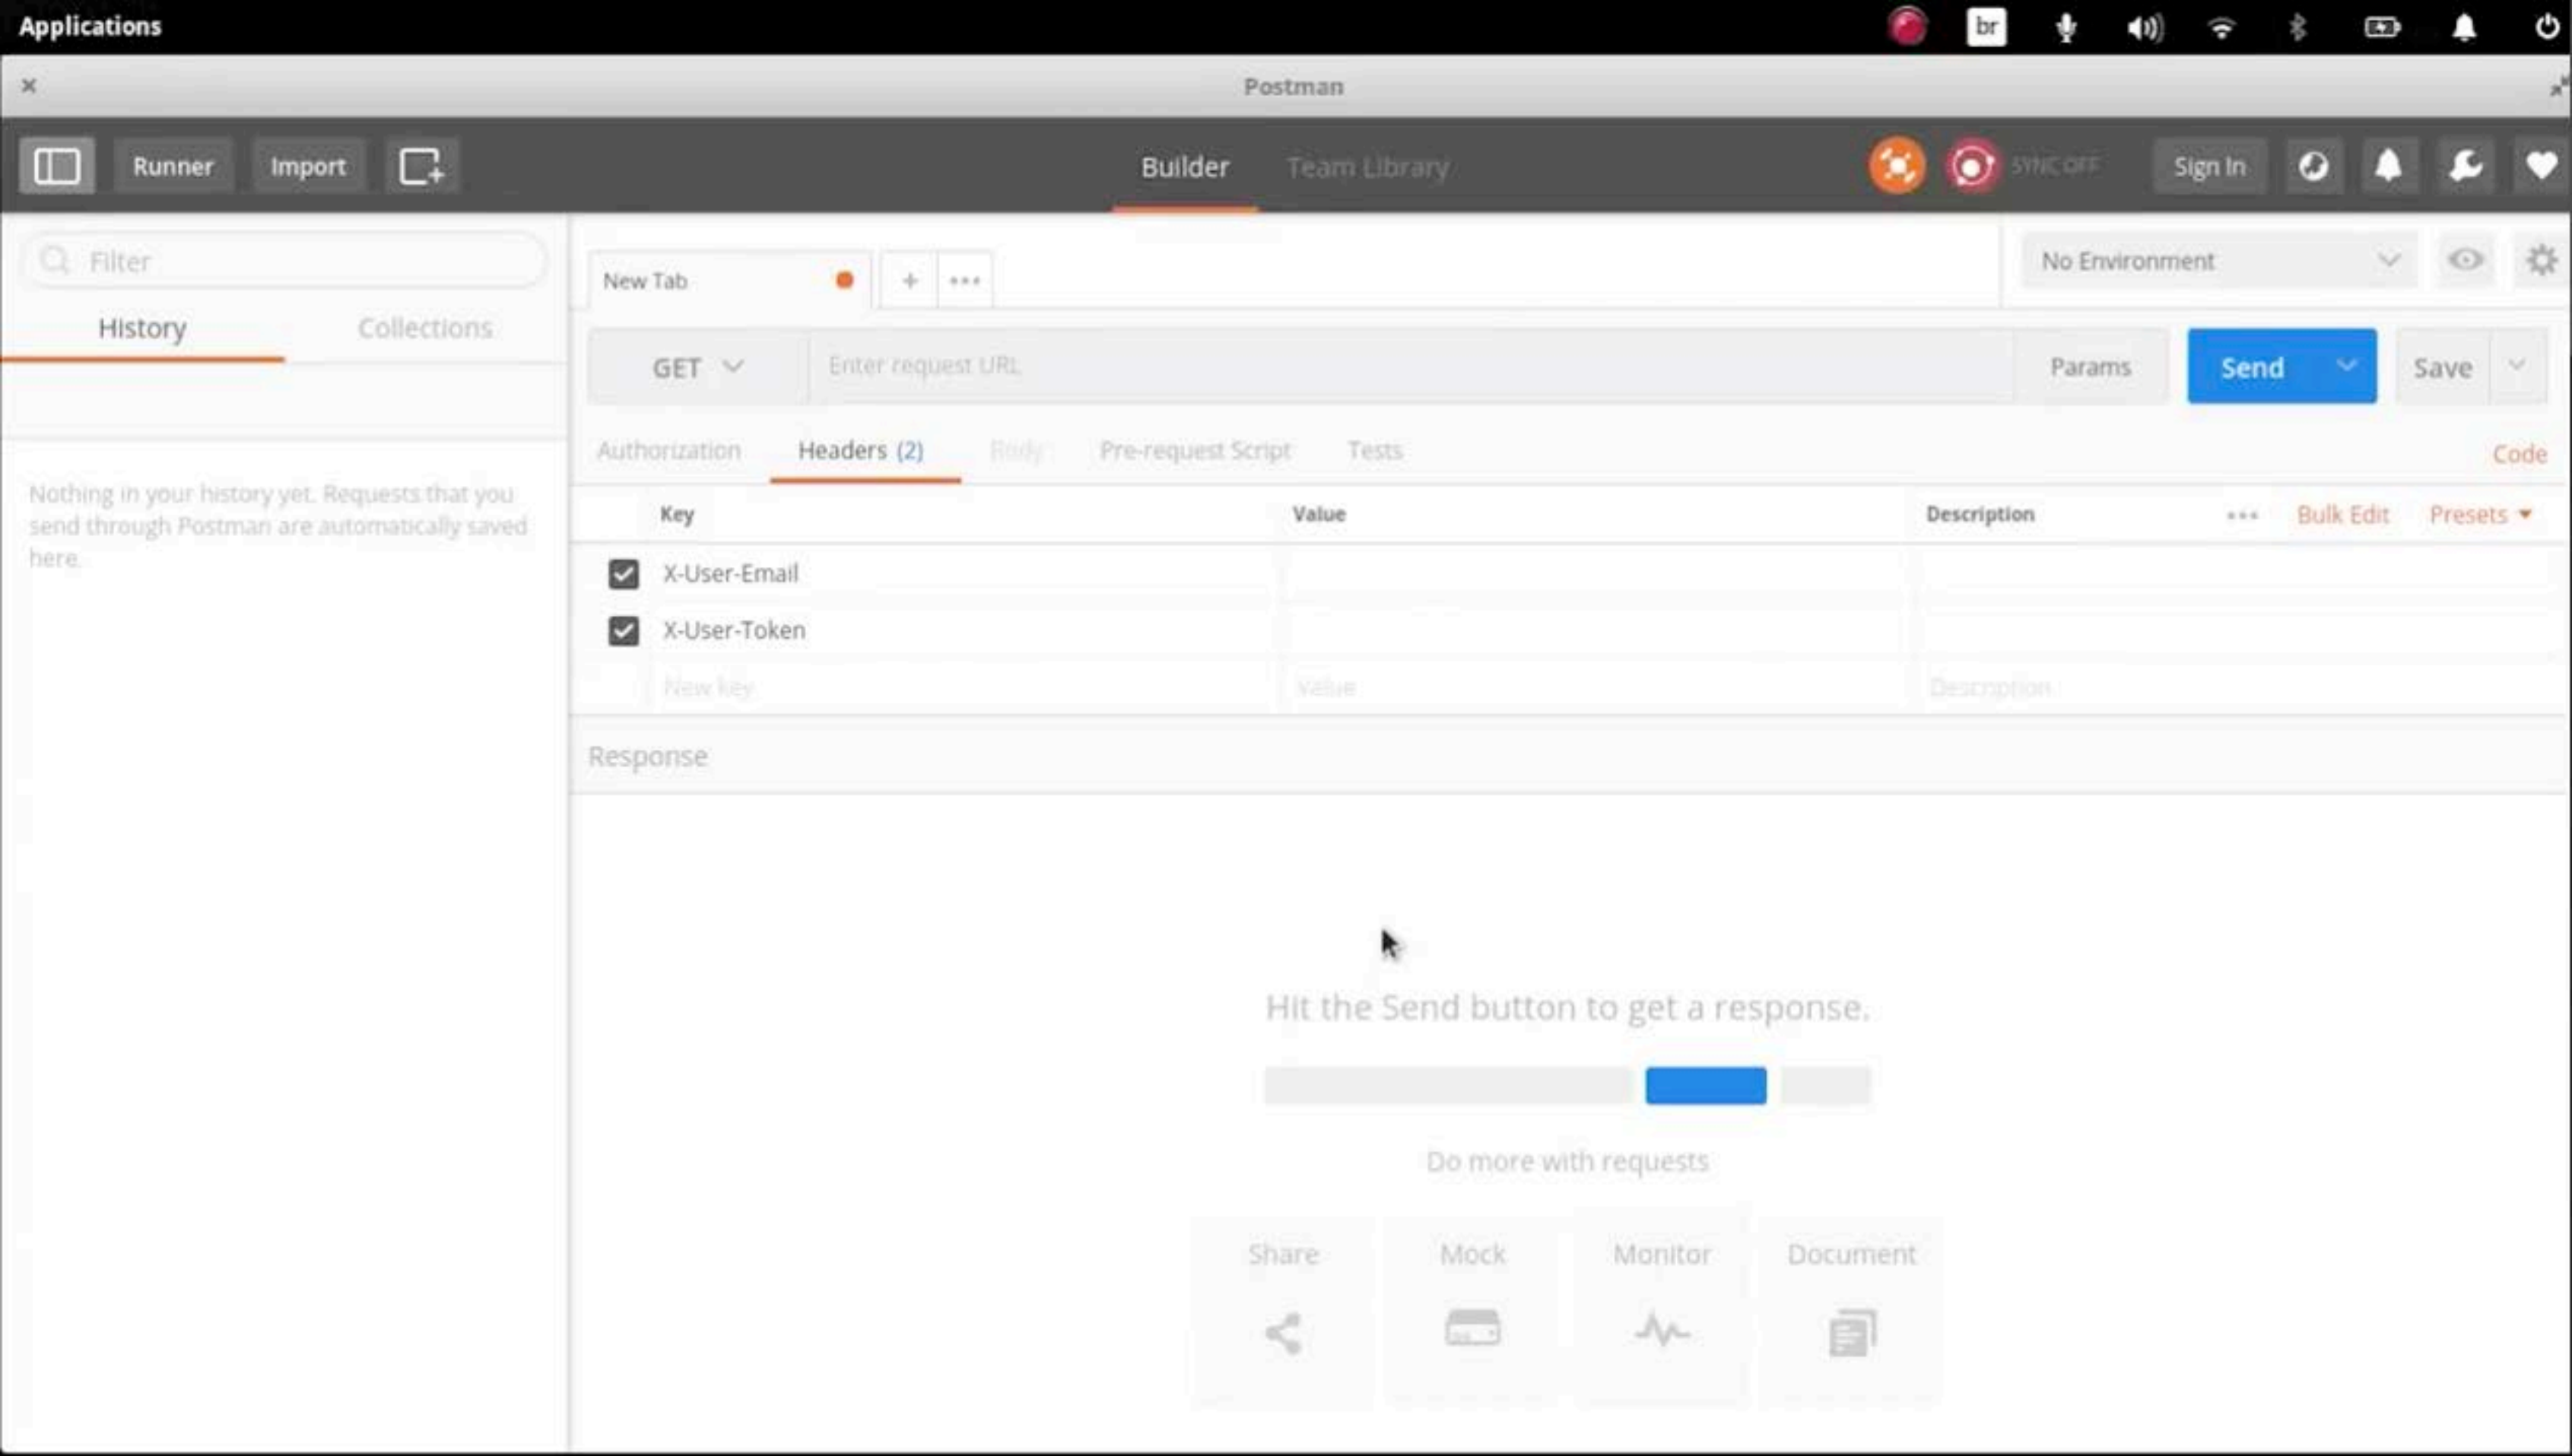 Applications
br
Postman
Runner
Import
Builder
Team Library
SYNC OFF
Sign In
Filter
History
Collections
Nothing in your history yet. Requests that you
send through Postman are automatically saved
here.
New Tab
+
•••
No Environment
GET
Enter request URL
Params
Send
Save
Authorization
Headers (2)
Body
Pre-request Script
Tests
Code
Key
Value
Description
•••
Bulk Edit
Presets
X-User-Email
X-User-Token
New key
Value
Description
Response
Hit the Send button to get a response.
Do more with requests
Share
Mock
Monitor
Document